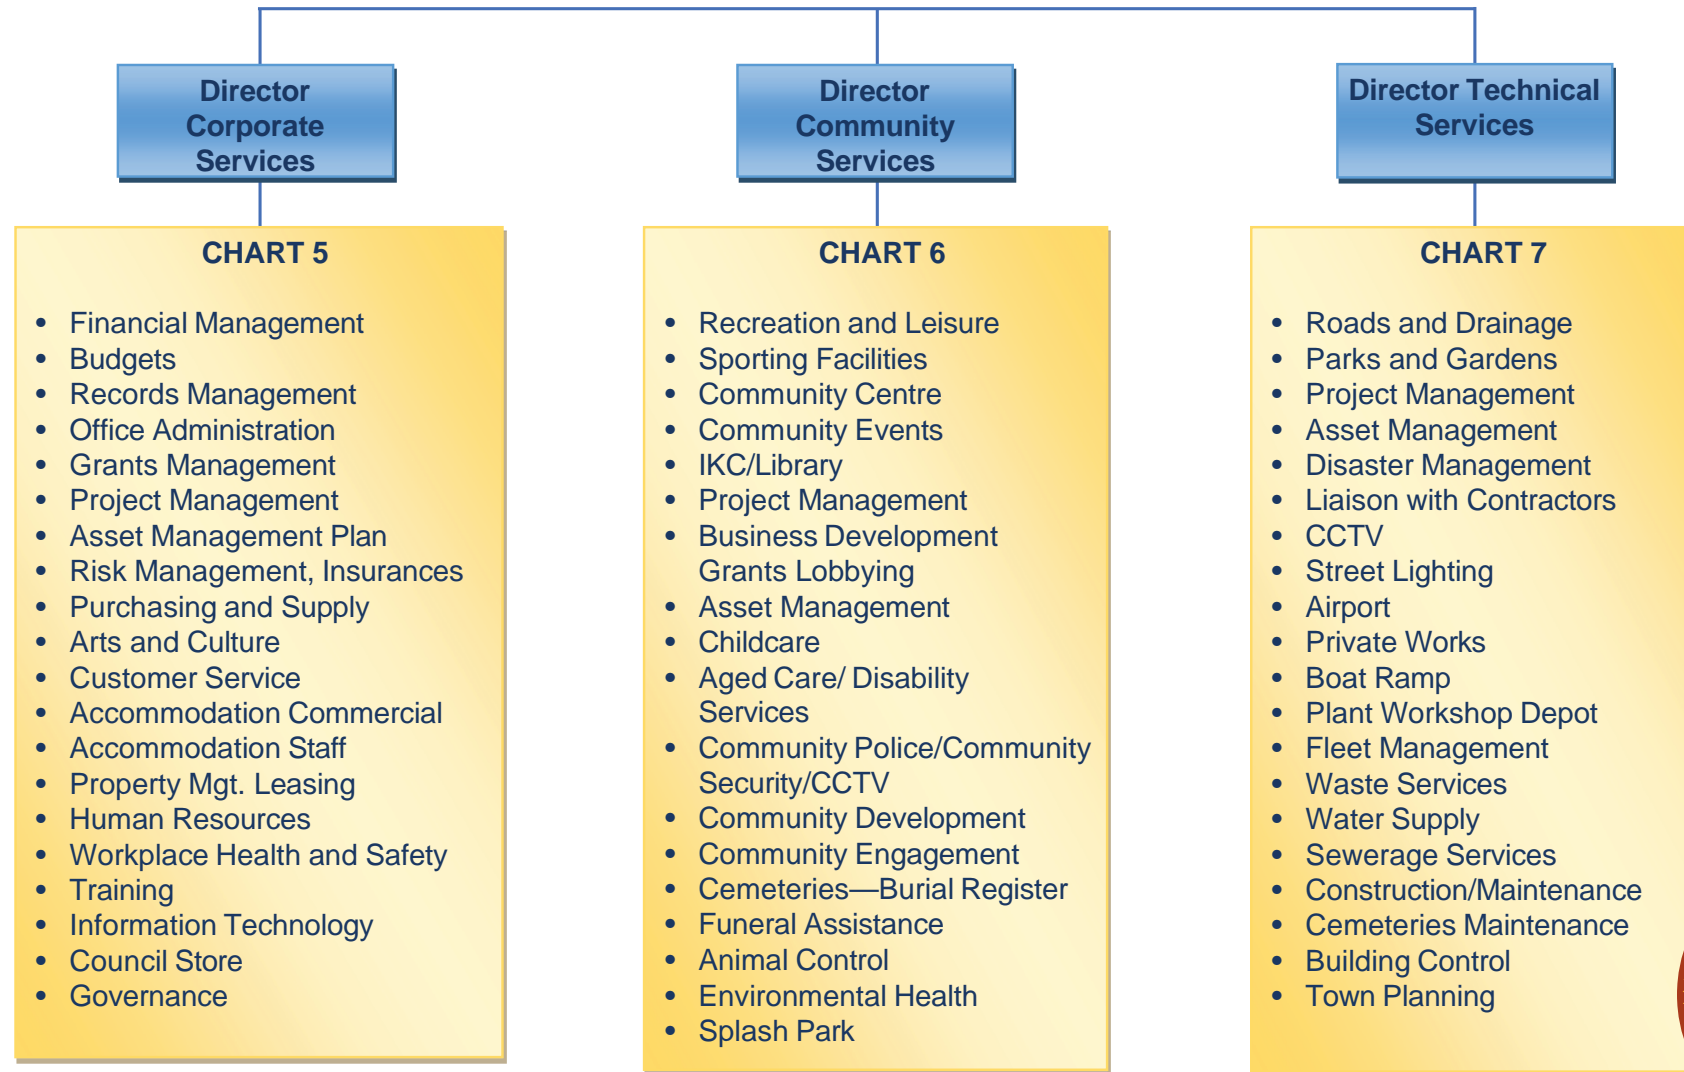 Director
Corporate
Services
Director
Community
Services
Director Technical
Services
CHART 5
• Financial Management
• Budgets
• Records Management
• Office Administration
• Grants Management
• Project Management
• Asset Management Plan
• Risk Management, Insurances
• Purchasing and Supply
• Arts and Culture
• Customer Service
• Accommodation Commercial
• Accommodation Staff
• Property Mgt. Leasing
• Human Resources
• Workplace Health and Safety
• Training
• Information Technology
• Council Store
• Governance
CHART 6
• Recreation and Leisure
• Sporting Facilities
• Community Centre
• Community Events
• IKC/Library
• Project Management
• Business Development
Grants Lobbying
• Asset Management
• Childcare
• Aged Care/ Disability
Services
• Community Police/Community
Security/CCTV
• Community Development
• Community Engagement
• Cemeteries—Burial Register
• Funeral Assistance
• Animal Control
• Environmental Health
• Splash Park
CHART 7
• Roads and Drainage
• Parks and Gardens
• Project Management
• Asset Management
• Disaster Management
• Liaison with Contractors
• CCTV
• Street Lighting
• Airport
• Private Works
• Boat Ramp
• Plant Workshop Depot
• Fleet Management
• Waste Services
• Water Supply
• Sewerage Services
• Construction/Maintenance
• Cemeteries Maintenance
• Building Control
• Town Planning